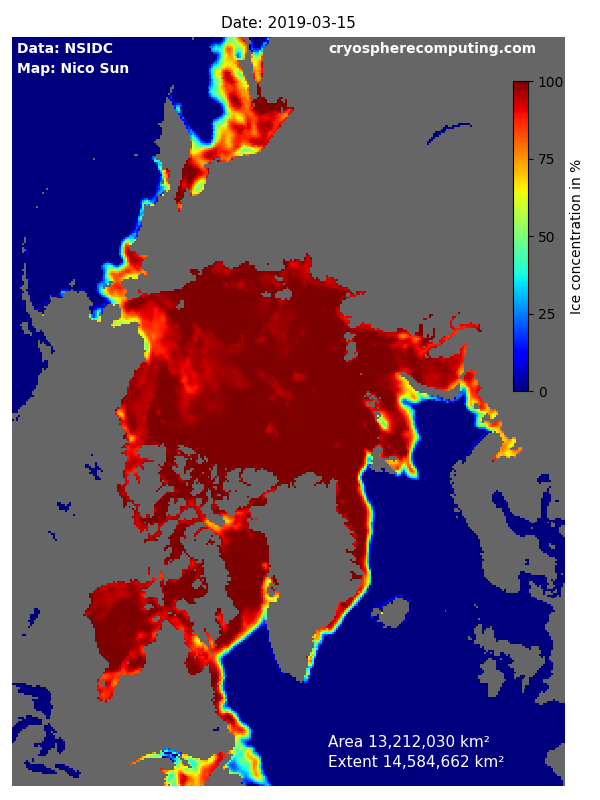 Date: 2019-03-15
Data: NSIDC
Map: Nico Sun
cryospherecomputing.com
100
75
50
25
0
Ice concentration in %
Area 13,212,030 km²
Extent 14,584,662 km²